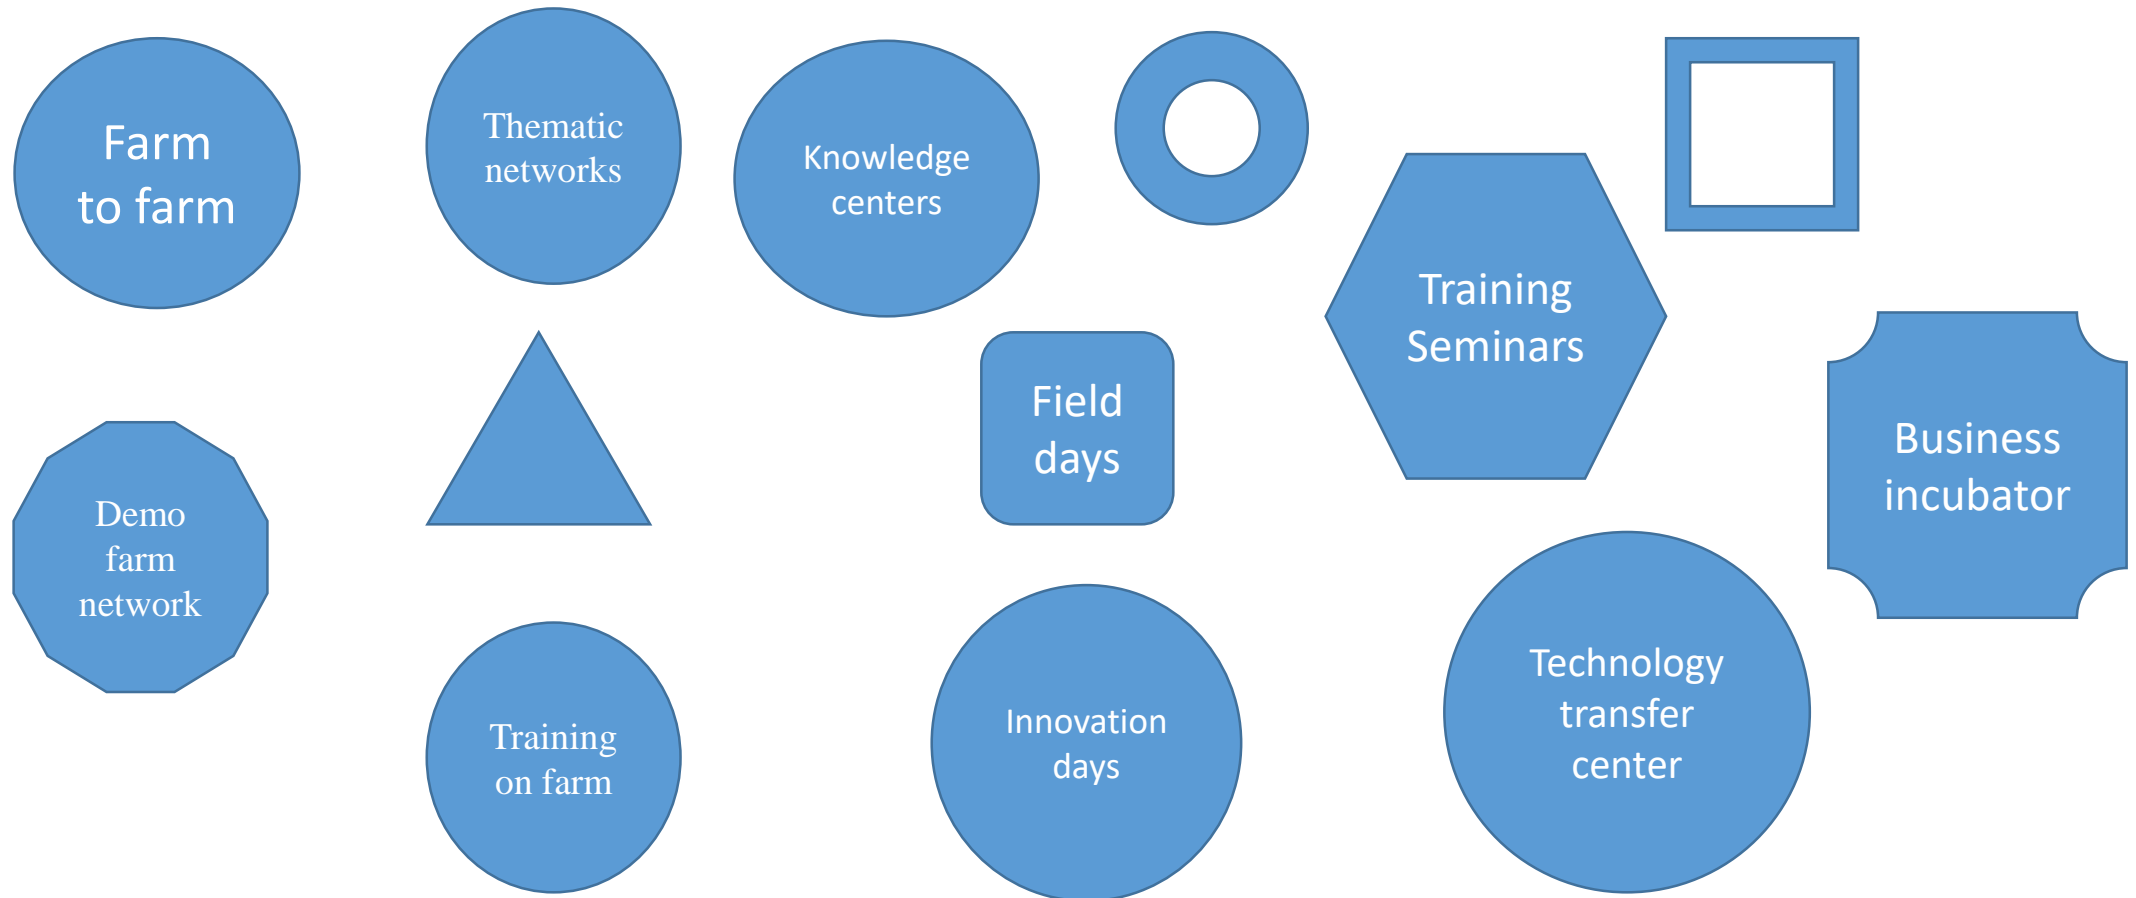 Farm
to farm
Thematic
networks
Knowledge
centers
Training
Seminars
Field
days
Business
incubator
Demo
farm
network
Training
on farm
Innovation
days
Technology
transfer
center